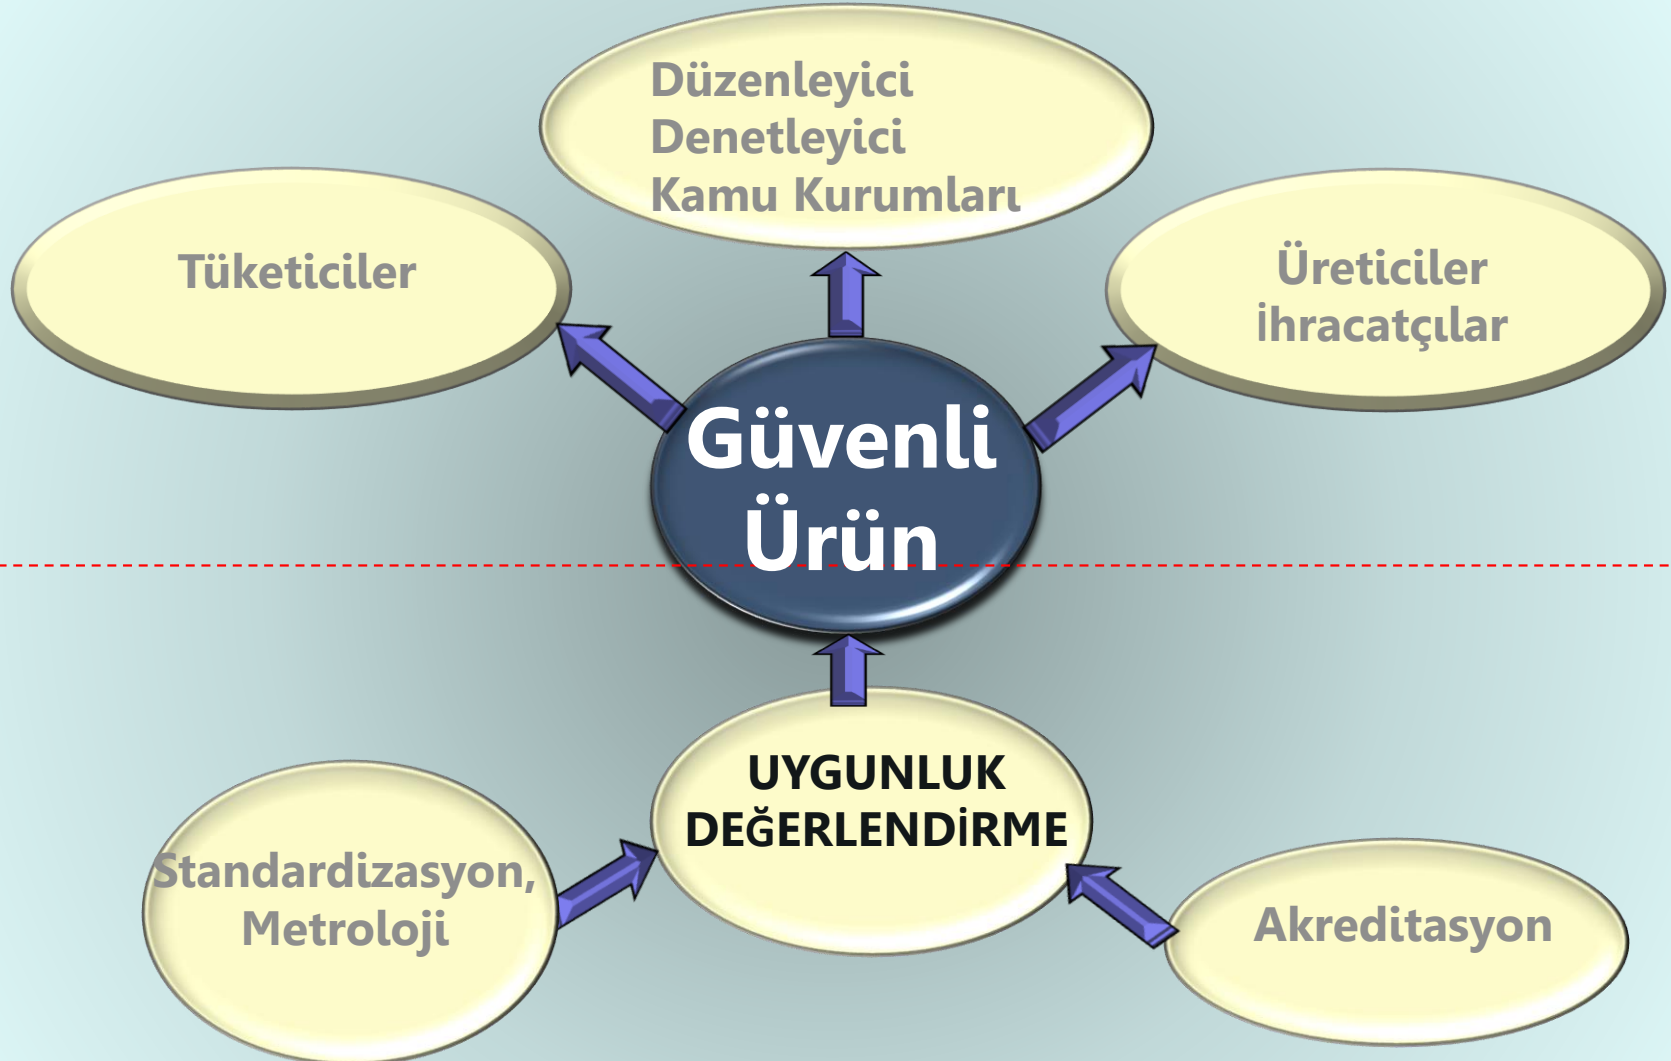 Düzenleyici
Denetleyici
Kamu Kurumları
Tüketiciler
Üreticiler
İhracatçılar
Güvenli
Ürün
UYGUNLUK
DEĞERLENDİRME
Standardizasyon,
Metroloji
Akreditasyon